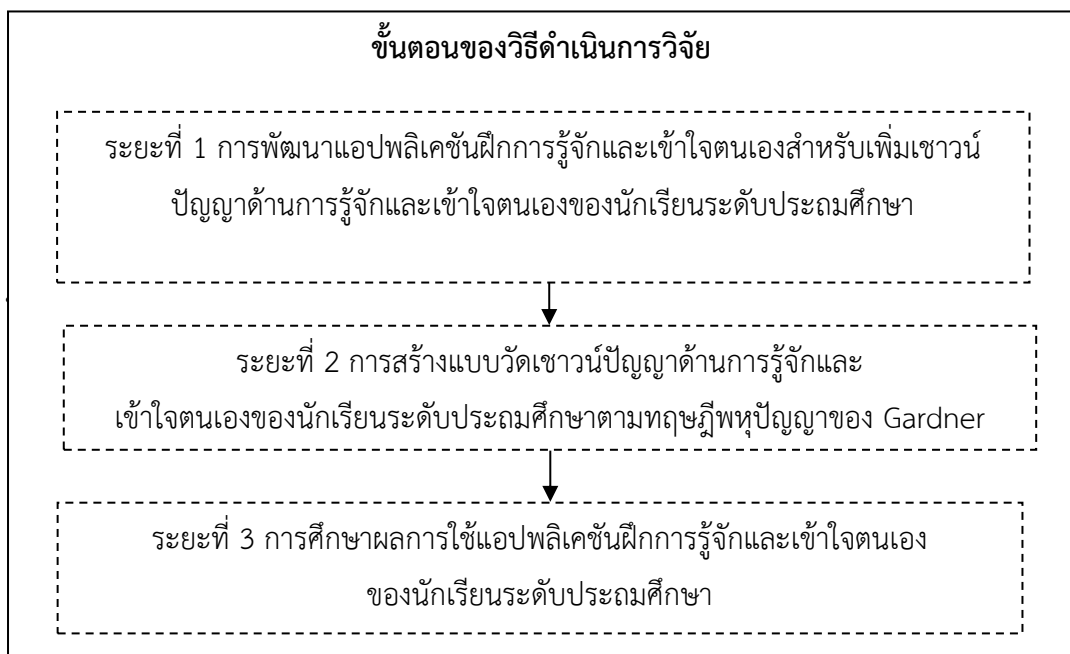 ขั้นตอนของวิธีดำเนินการวิจัย
ระยะที่ 1 การพัฒนาแอปพลิเคชันฝึกการรู้จักและเข้าใจตนเองสำหรับเพิ่มเชาวน์
ปัญญาด้านการรู้จักและเข้าใจตนเองของนักเรียนระดับประถมศึกษา
ระยะที่ 2 การสร้างแบบวัดเชาวน์ปัญญาด้านการรู้จักและ
เข้าใจตนเองของนักเรียนระดับประถมศึกษาตามทฤษฎีพหุปัญญาของ Gardner
ระยะที่ 3 การศึกษาผลการใช้แอปพลิเคชันฝึกการรู้จักและเข้าใจตนเอง
ของนักเรียนระดับประถมศึกษา